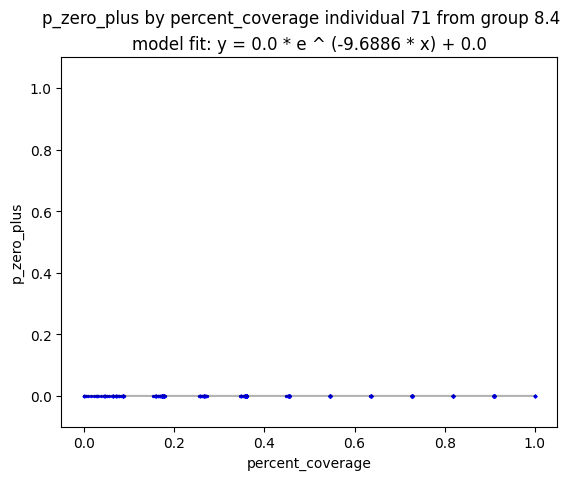 p_zero_plus by percent_coverage individual 71 from group 8.4
model fit: y = 0.0 * e ^ (-9.6886 * x) + 0.0
1.0
0.8
0.6
0.4
0.2
0.0
p_zero_plus
0.0 0.2 0.4 0.6 0.8 1.0
percent_coverage